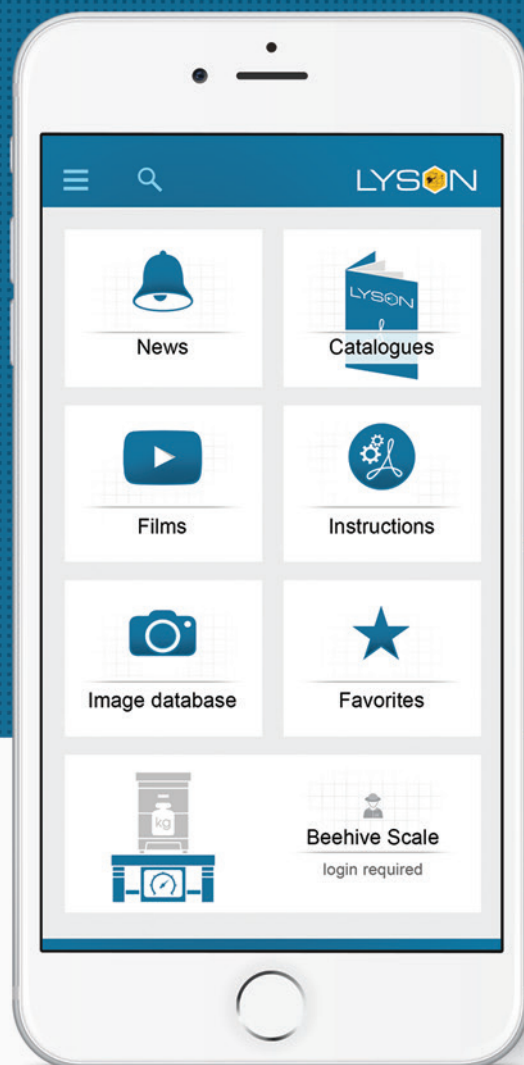 LYSON
News
LYSON
Catalogues
Films
Instructions
Image database
Favorites
kg
Beehive Scale
login required